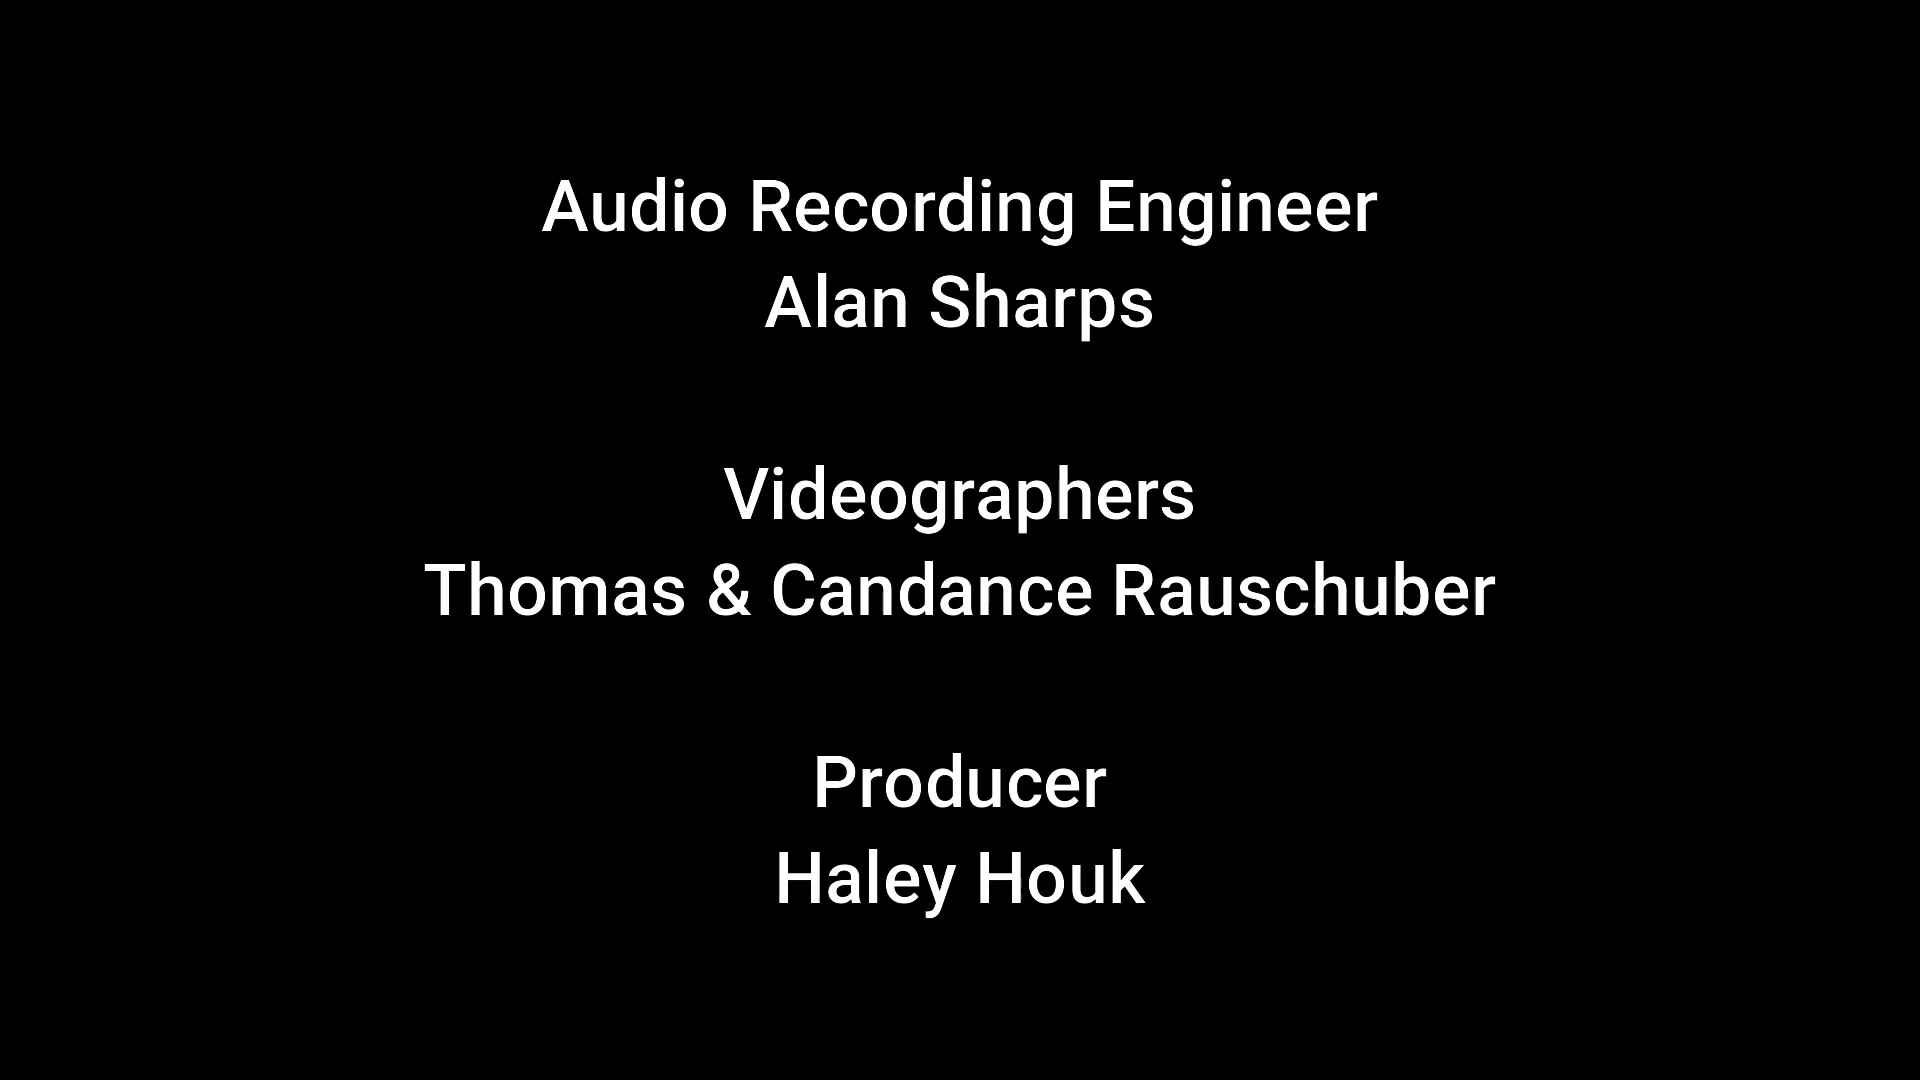 Audio Recording Engineer
Alan Sharps
Videographers
Thomas & Candance Rauschuber
Producer
Haley Houk